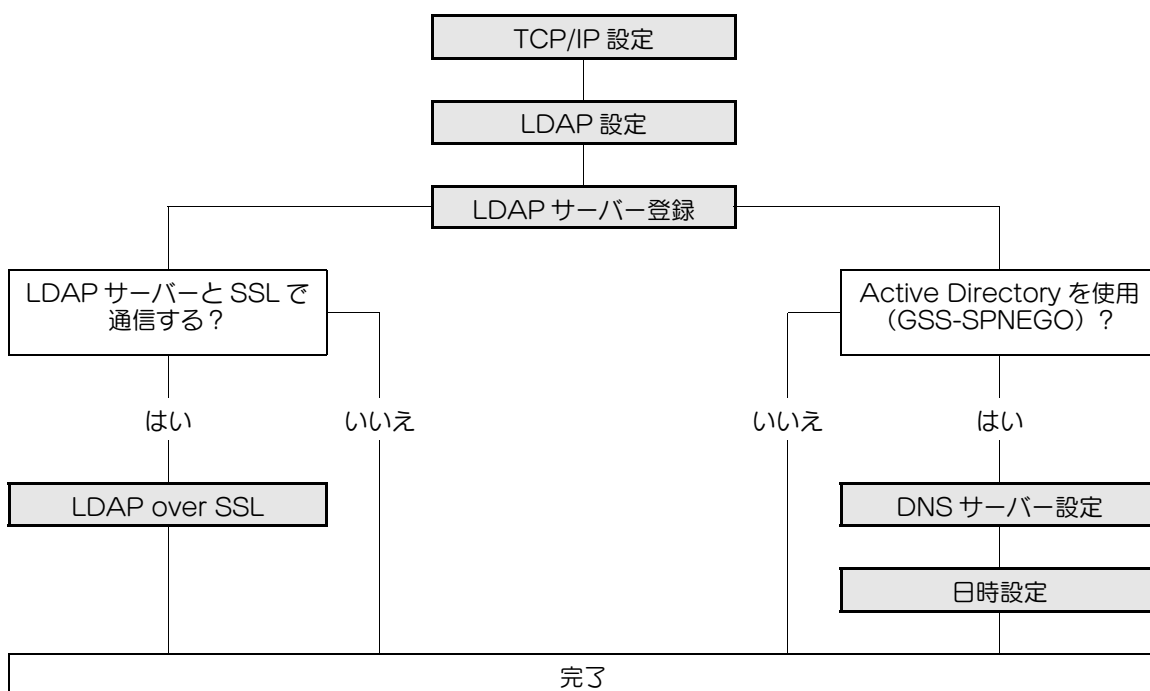 TCP/IP 設定
LDAP 設定
LDAP サーバー登録
LDAP サーバーと SSL で
通信する？
Active Directory を使用
（GSS-SPNEGO）？
はい
いいえ
いいえ
はい
LDAP over SSL
DNS サーバー設定
日時設定
完了